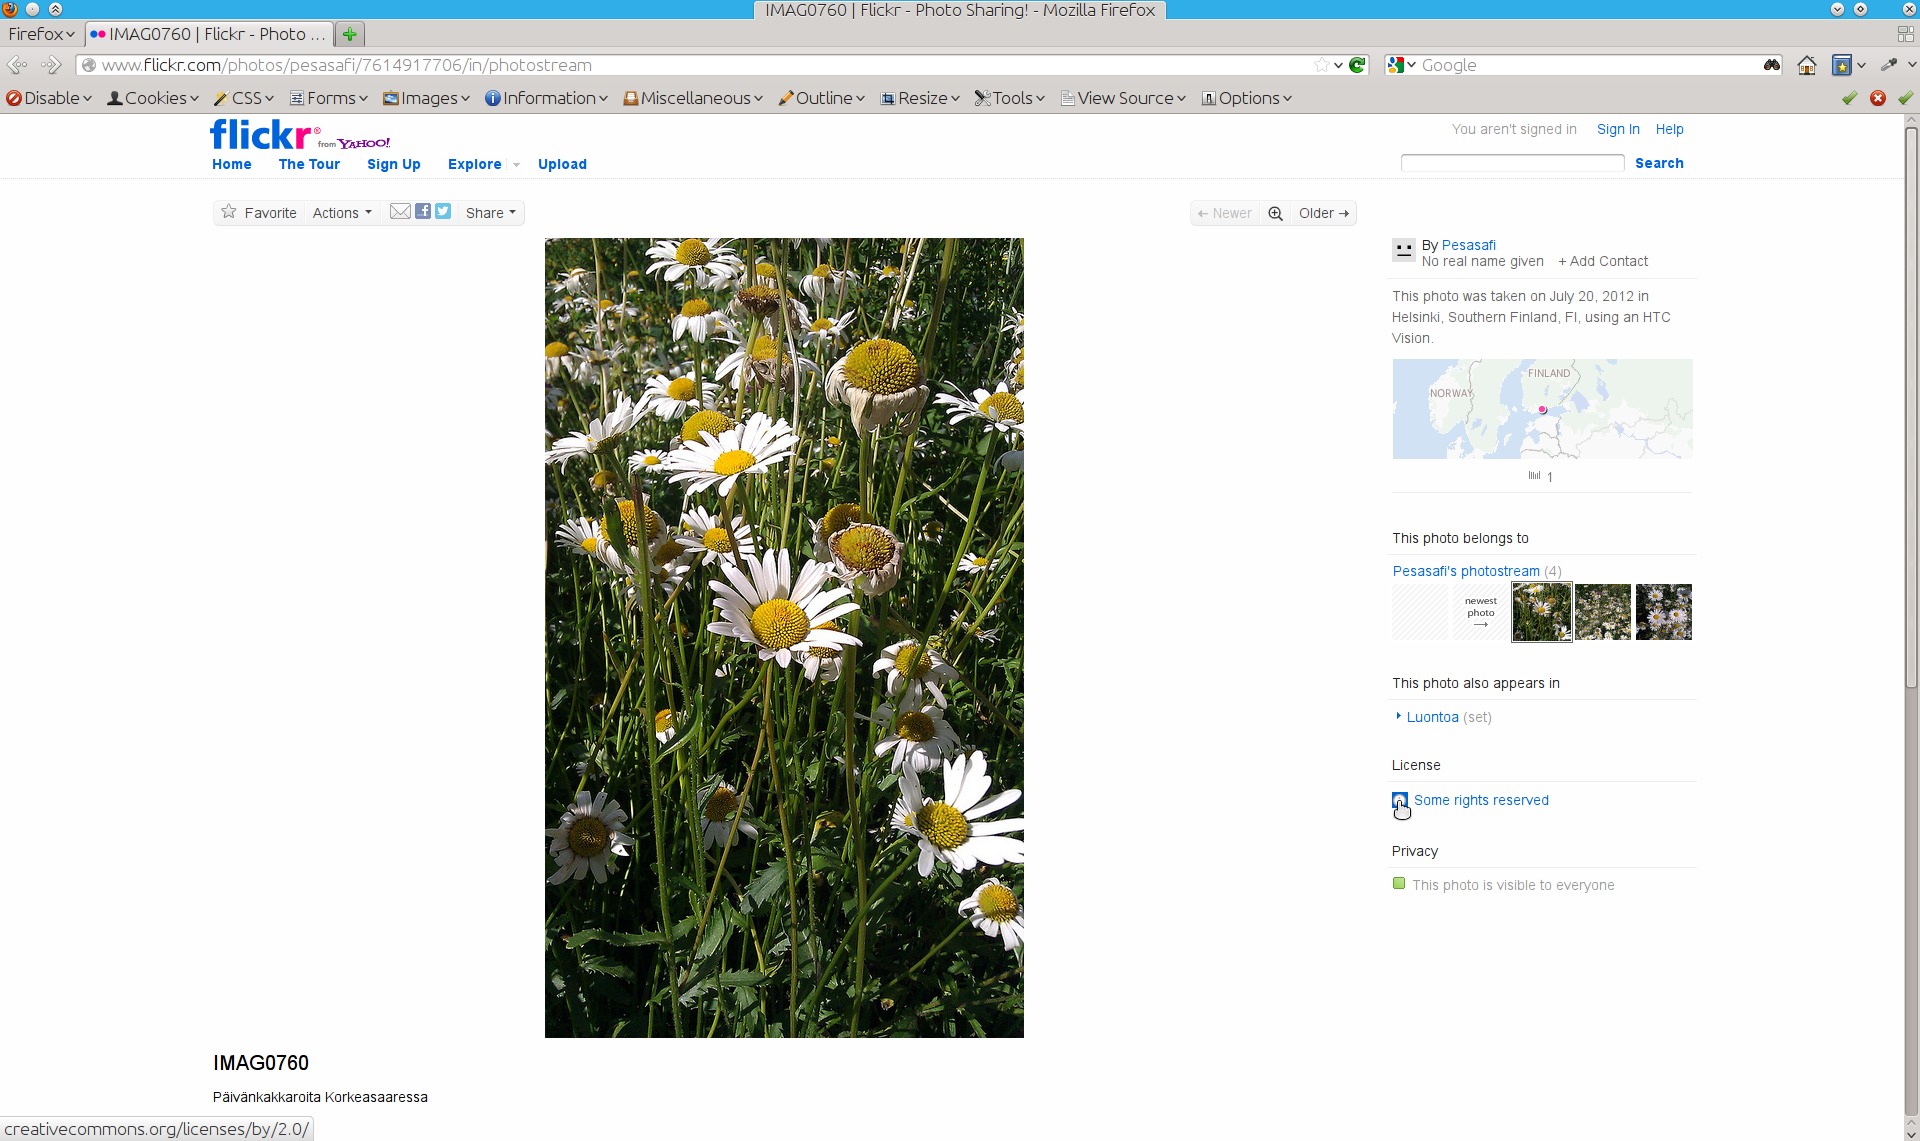 IMAG0760 | Flickr - Photo Sharing! - Mozilla Firefox
Firefox
IMAG0760 | Flickr - Photo ...
www.flickr.com/photos/pesasafi/7614917706/in/photostream
Google
Disable Cookies CSS Forms Images Information Miscellaneous Outline Resize Tools View Source Options
flickr® from YAHOO!
You aren't signed in Sign In Help
Home The Tour Sign Up Explore Upload
Search
Favorite Actions Share
← Newer Older →
By Pesasafi
No real name given + Add Contact
This photo was taken on July 20, 2012 in
Helsinki, Southern Finland, FI, using an HTC
Vision.
FINLAND
NORWAY
1
This photo belongs to
Pesasafi's photostream (4)
newest
photo
→
This photo also appears in
Luontoa (set)
License
Some rights reserved
Privacy
This photo is visible to everyone
IMAG0760
Päivänkakkaroita Korkeasaaressa
creativecommons.org/licenses/by/2.0/